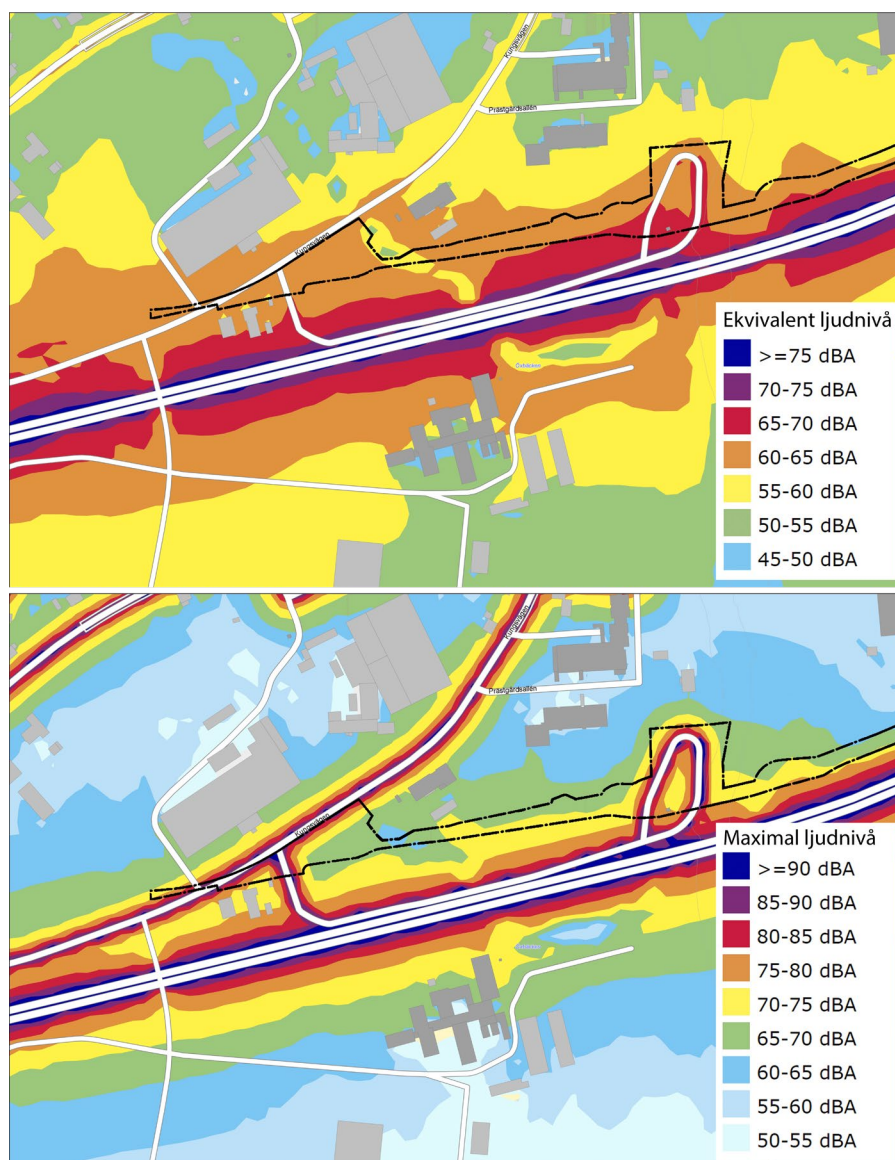 Kungsvägen
Prästgårdsallén
Kungsvägen
Ekvivalent ljudnivå
>=75 dBA
70-75 dBA
65-70 dBA
60-65 dBA
55-60 dBA
50-55 dBA
45-50 dBA
Kungsvägen
Prästgårdsallén
Kungsvägen
Maximal ljudnivå
>=90 dBA
85-90 dBA
80-85 dBA
75-80 dBA
70-75 dBA
65-70 dBA
60-65 dBA
55-60 dBA
50-55 dBA